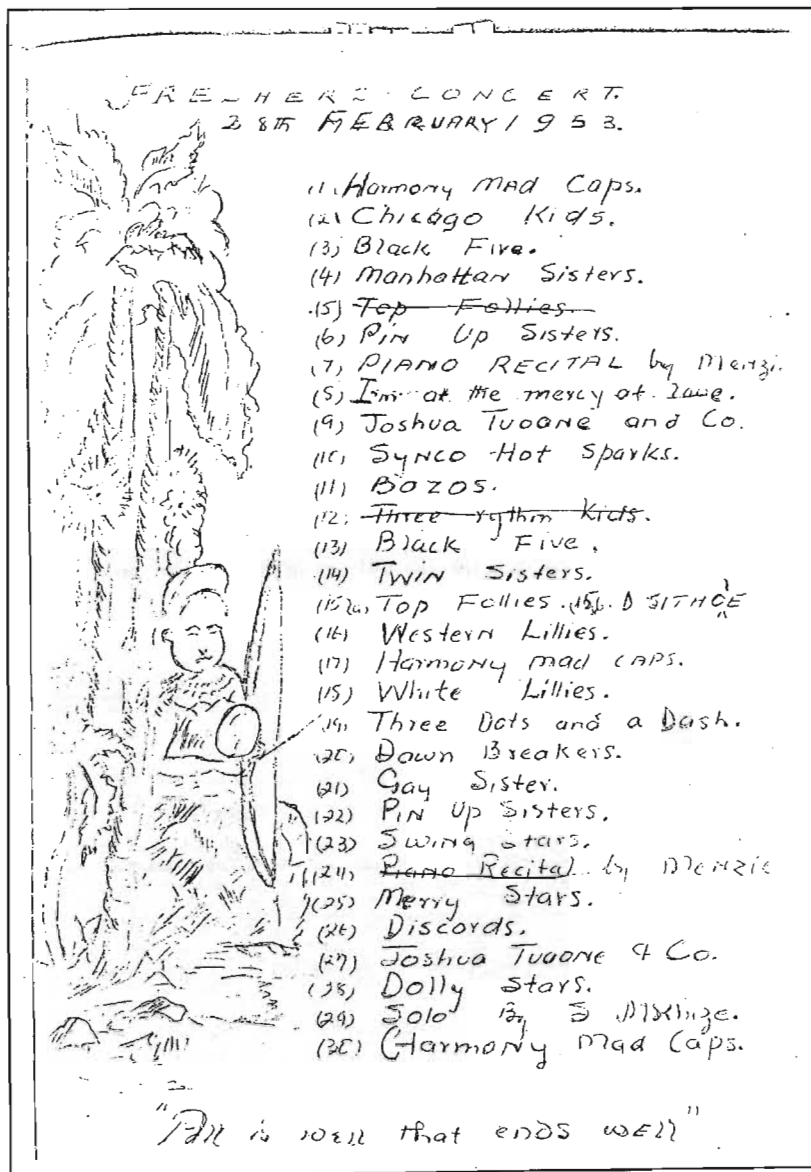 FRESHERS CONCERT.
28TH FEBRUARY 1953.
(1) Harmony Mad Caps.
(2) Chicago Kids.
(3) Black Five.
(4) Manhattan Sisters.
(5) Top Follies.
(6) Pin Up Sisters.
(7) PIANO RECITAL by Menzi.
(8) I'm at the mercy of love.
(9) Joshua Tuoane and Co.
(10) Synco Hot Sparks.
(11) BOZOS.
(12) Three rythm Kids.
(13) Black Five.
(14) TWIN Sisters.
(15a) Top Follies. (15b. D SITHOE
(16) Western Lillies.
(17) Harmony mad CAPS.
(18) White Lillies.
(19) Three Dots and a Dash.
(20) Down Breakers.
(21) Gay Sister.
(22) Pin Up Sisters.
(23) Swing Stars.
(24) Piano Recital by Menzie
(25) Merry Stars.
(26) Discords.
(27) Joshua Tuoane & Co.
(28) Dolly Stars.
(29) Solo By S
(30) Harmony Mad Caps.
"All is well that ends well"